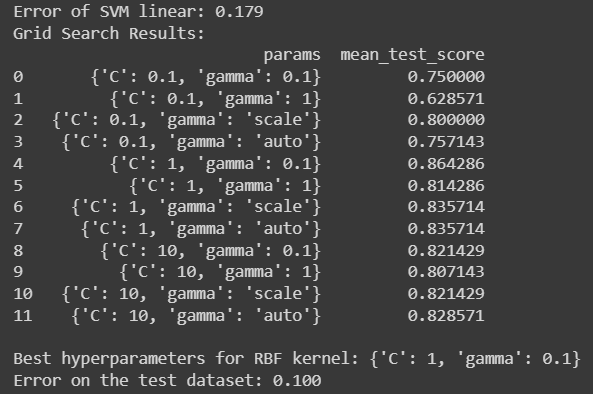 Error of SVM linear: 0.179
Grid Search Results:
params mean_test_score
0 {'C': 0.1, 'gamma': 0.1} 0.750000
1 {'C': 0.1, 'gamma': 1} 0.628571
2 {'C': 0.1, 'gamma': 'scale'} 0.800000
3 {'C': 0.1, 'gamma': 'auto'} 0.757143
4 {'C': 1, 'gamma': 0.1} 0.864286
5 {'C': 1, 'gamma': 1} 0.814286
6 {'C': 1, 'gamma': 'scale'} 0.835714
7 {'C': 1, 'gamma': 'auto'} 0.835714
8 {'C': 10, 'gamma': 0.1} 0.821429
9 {'C': 10, 'gamma': 1} 0.807143
10 {'C': 10, 'gamma': 'scale'} 0.821429
11 {'C': 10, 'gamma': 'auto'} 0.828571
Best hyperparameters for RBF kernel: {'C': 1, 'gamma': 0.1}
Error on the test dataset: 0.100